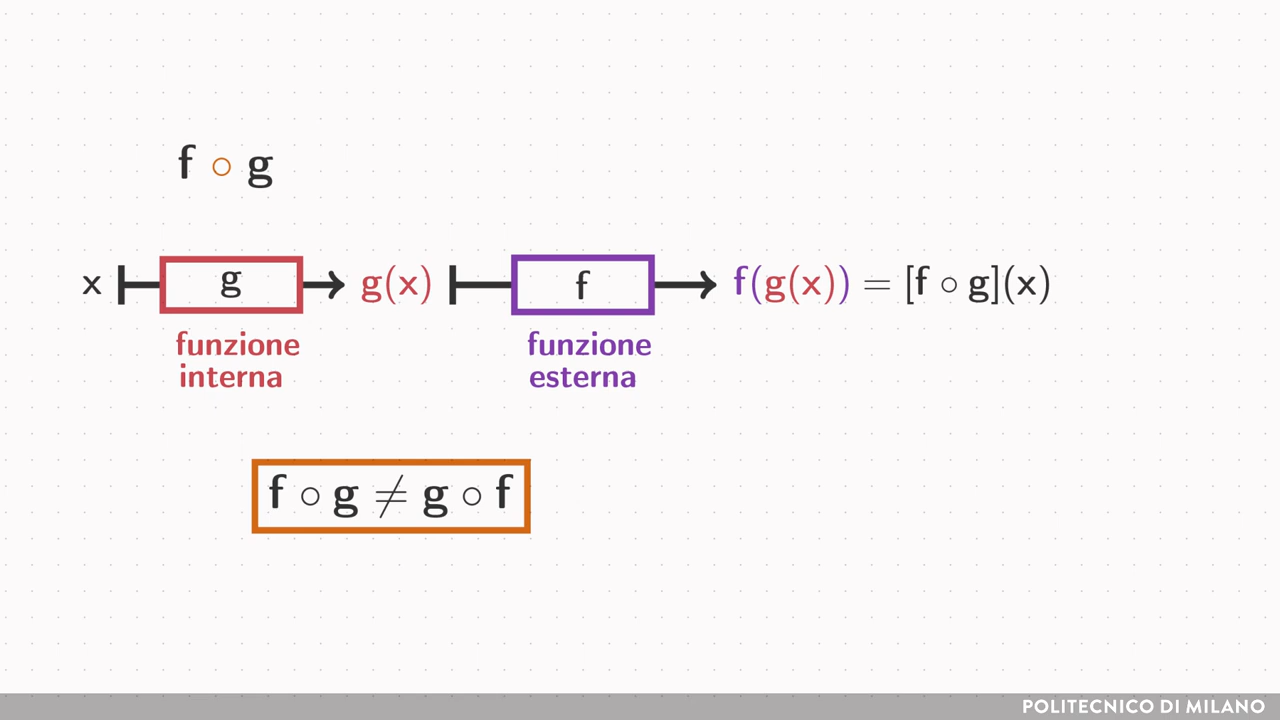 f ∘ g
x g g(x) f f(g(x)) = [f ∘ g](x)
funzione interna
funzione esterna
f ∘ g ≠ g ∘ f
POLITECNICO DI MILANO